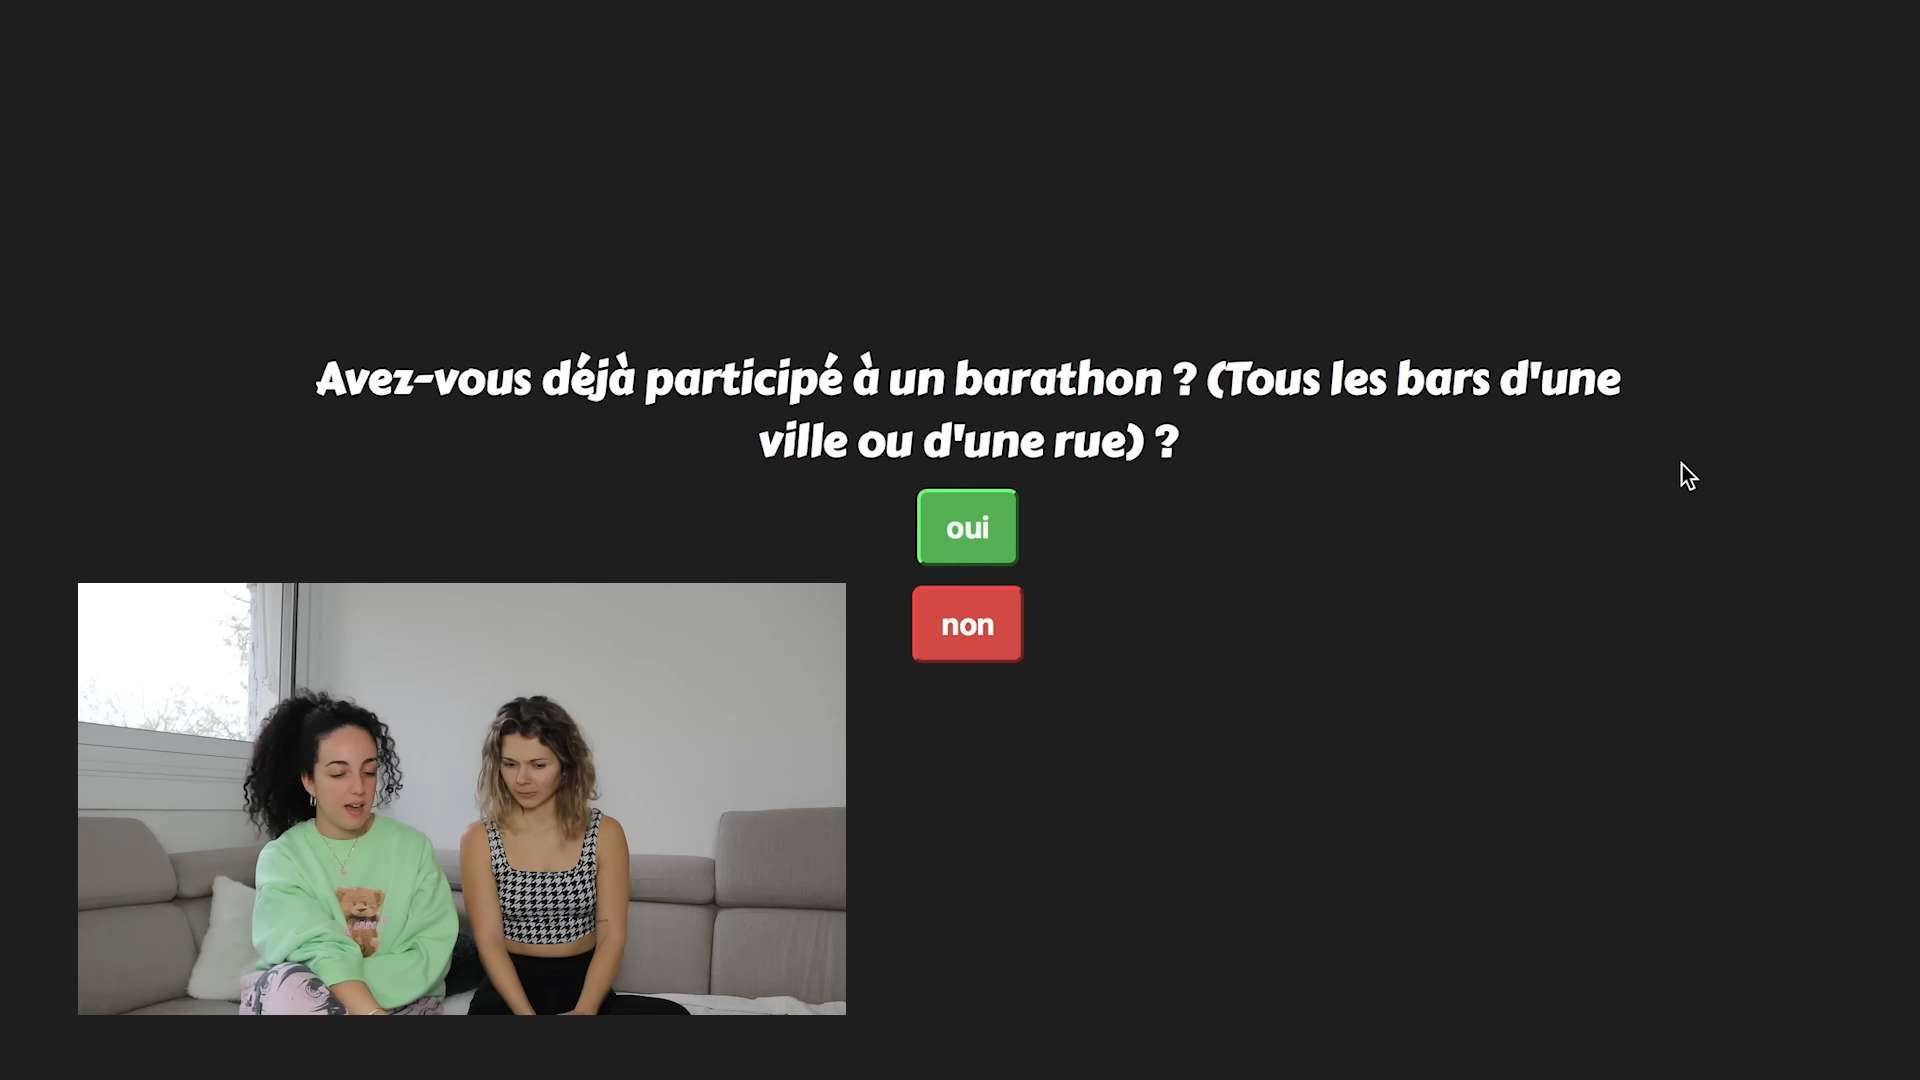 Avez-vous déjà participé à un barathon ? (Tous les bars d'une
ville ou d'une rue) ?
oui
non